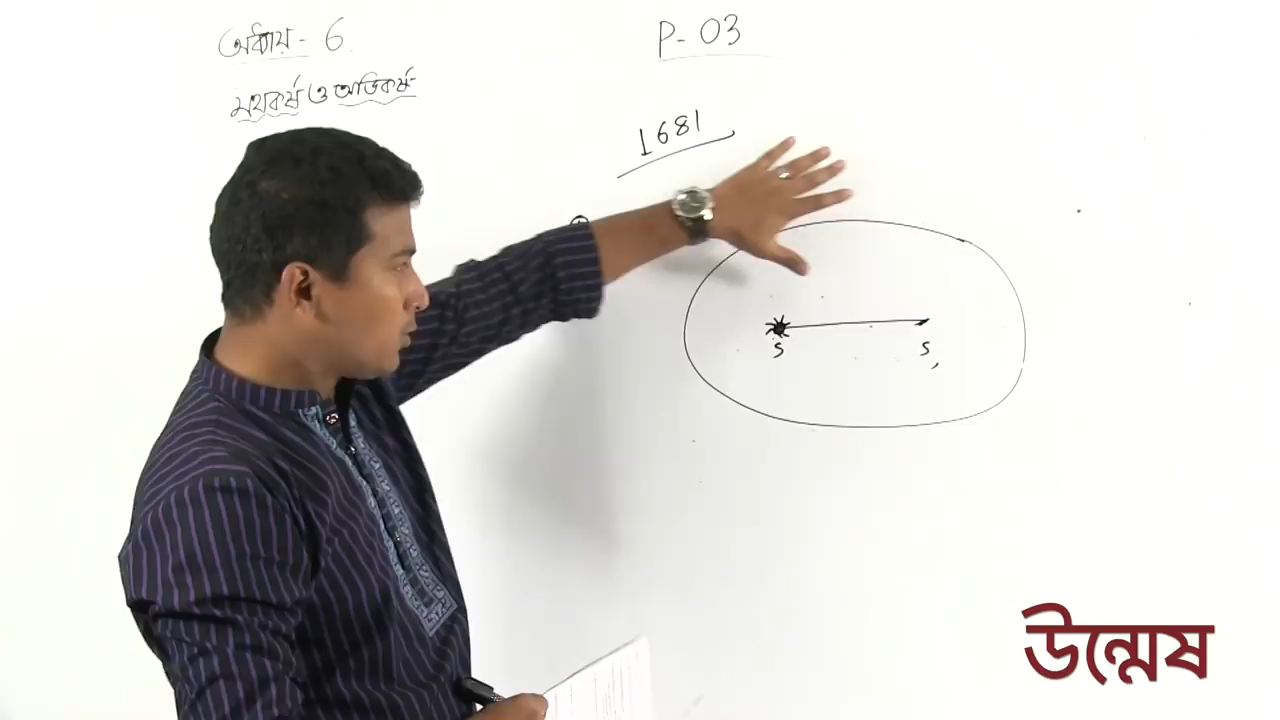 অধ্যায় - 6
P - 03
মহাকর্ষ ও অভিকর্ষ
1681
S
S,
উন্মেষ